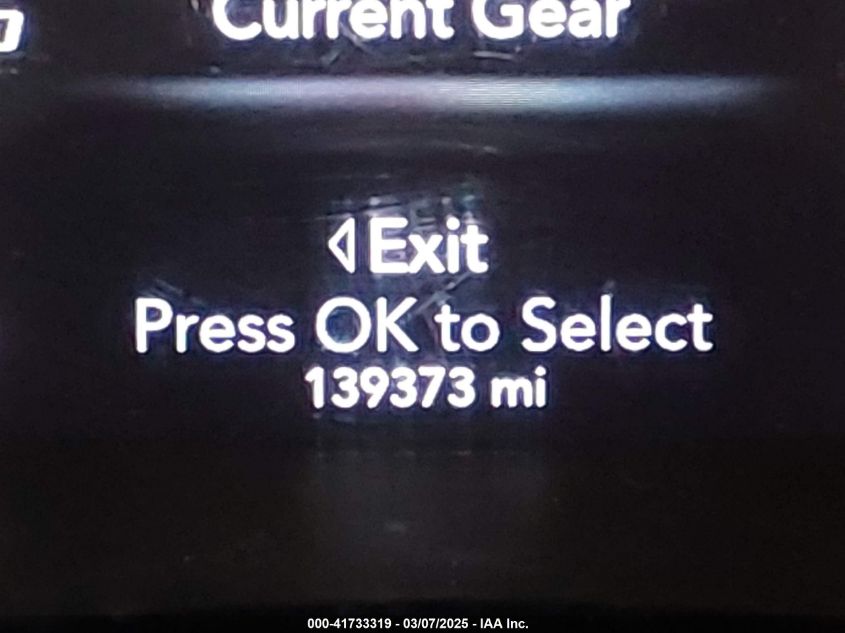 Current Gear
◁Exit
Press OK to Select
139373 mi
000-41733319 - 03/07/2025 - IAA Inc.